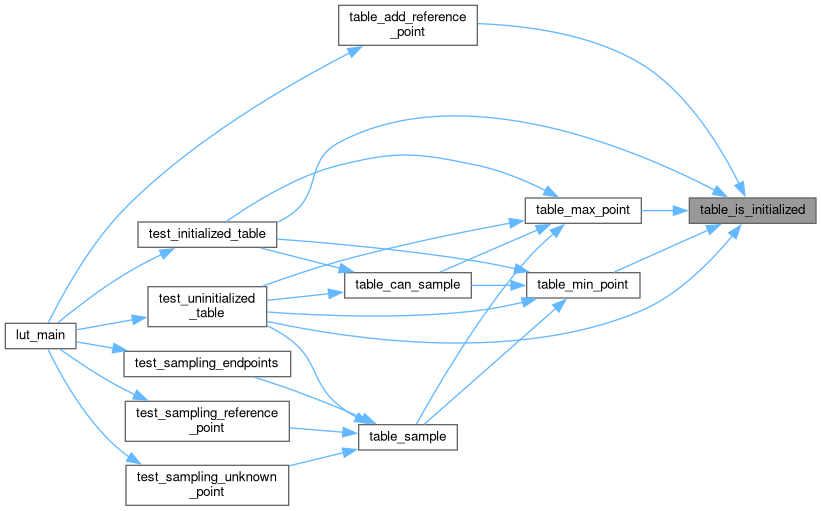 table_add_reference
_point
table_is_initialized
table_max_point
test_initialized_table
table_can_sample
table_min_point
test_uninitialized
_table
lut_main
test_sampling_endpoints
test_sampling_reference
_point
table_sample
test_sampling_unknown
_point